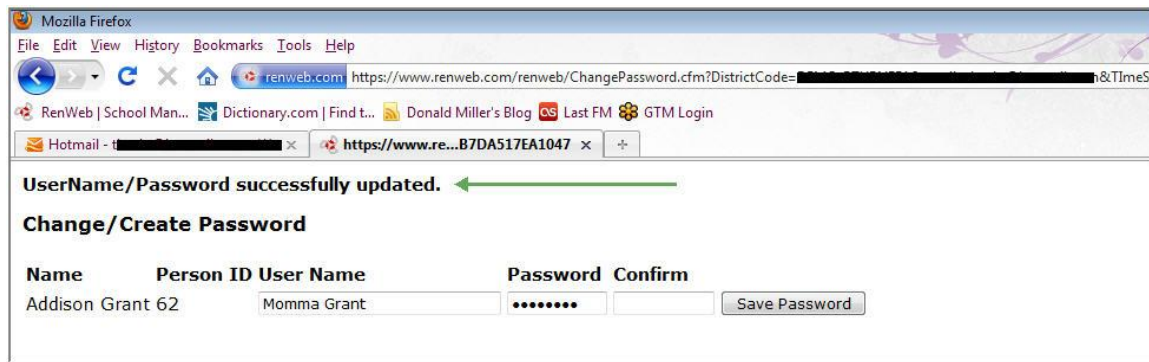 Mozilla Firefox
File Edit View History Bookmarks Tools Help
renweb.com https://www.renweb.com/renweb/ChangePassword.cfm?DistrictCode= &TImeS
RenWeb | School Man... Dictionary.com | Find t... Donald Miller's Blog Last FM GTM Login
Hotmail - t https://www.re...B7DA517EA1047
UserName/Password successfully updated.
Change/Create Password
Name Person ID User Name Password Confirm
Addison Grant 62 Momma Grant •••••••• Save Password